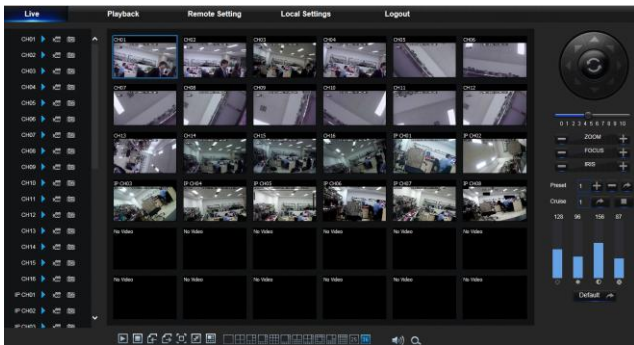 Live Playback Remote Setting Local Settings Logout
CH01
CH02
CH03
CH04
CH05
CH06
CH07
CH08
CH09
CH10
CH11
CH12
CH13
CH14
CH15
CH16
IP CH01
IP CH02
IP CH03
CH01 CH02 CH03 CH04 CH05 CH06
CH07 CH08 CH09 CH10 CH11 CH12
CH13 CH14 CH15 CH16 IP CH01 IP CH02
IP CH03 IP CH04 IP CH05 IP CH06 IP CH07 IP CH08
No Video No Video No Video No Video No Video No Video
No Video No Video No Video No Video No Video No Video
0 1 2 3 4 5 6 7 8 9 10
ZOOM
FOCUS
IRIS
Preset 1
Cruise 1
128 96 156 87
Default